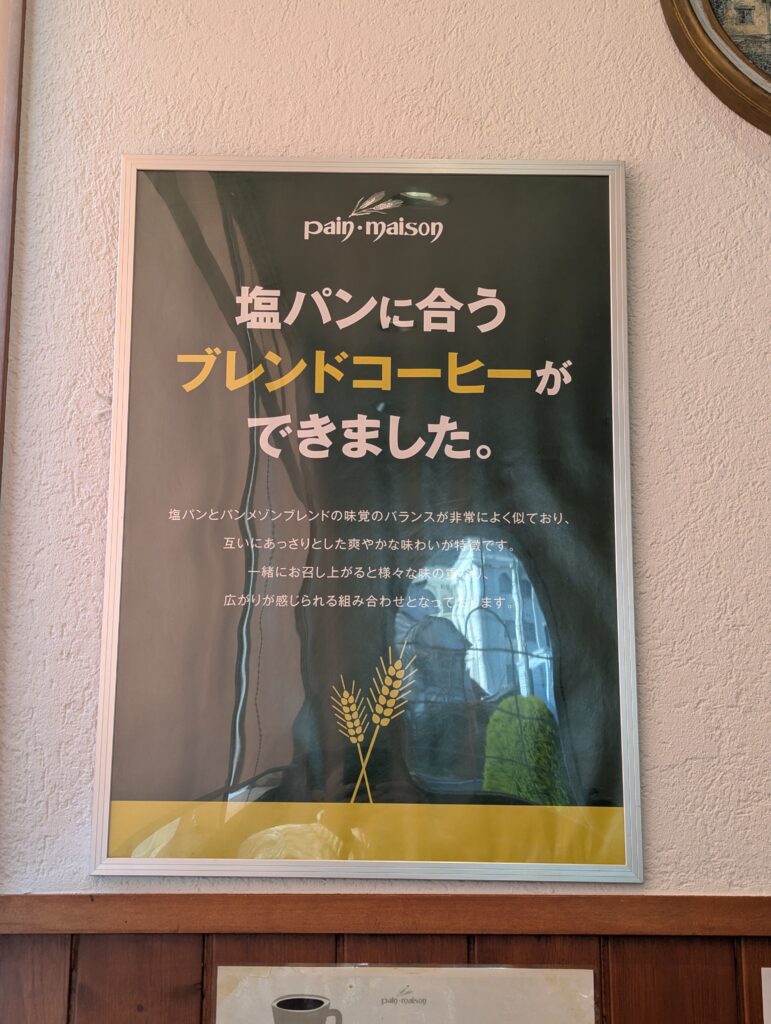 pain・maison
塩パンに合う
ブレンドコーヒーが
できました。
塩パンとパンメゾンブレンドの味覚のバランスが非常によく似ており、
互いにあっさりとした爽やかな味わいが特徴です。
一緒にお召し上がると様々な味の
広がりが感じられる組み合わせとなっております。
pain・maison